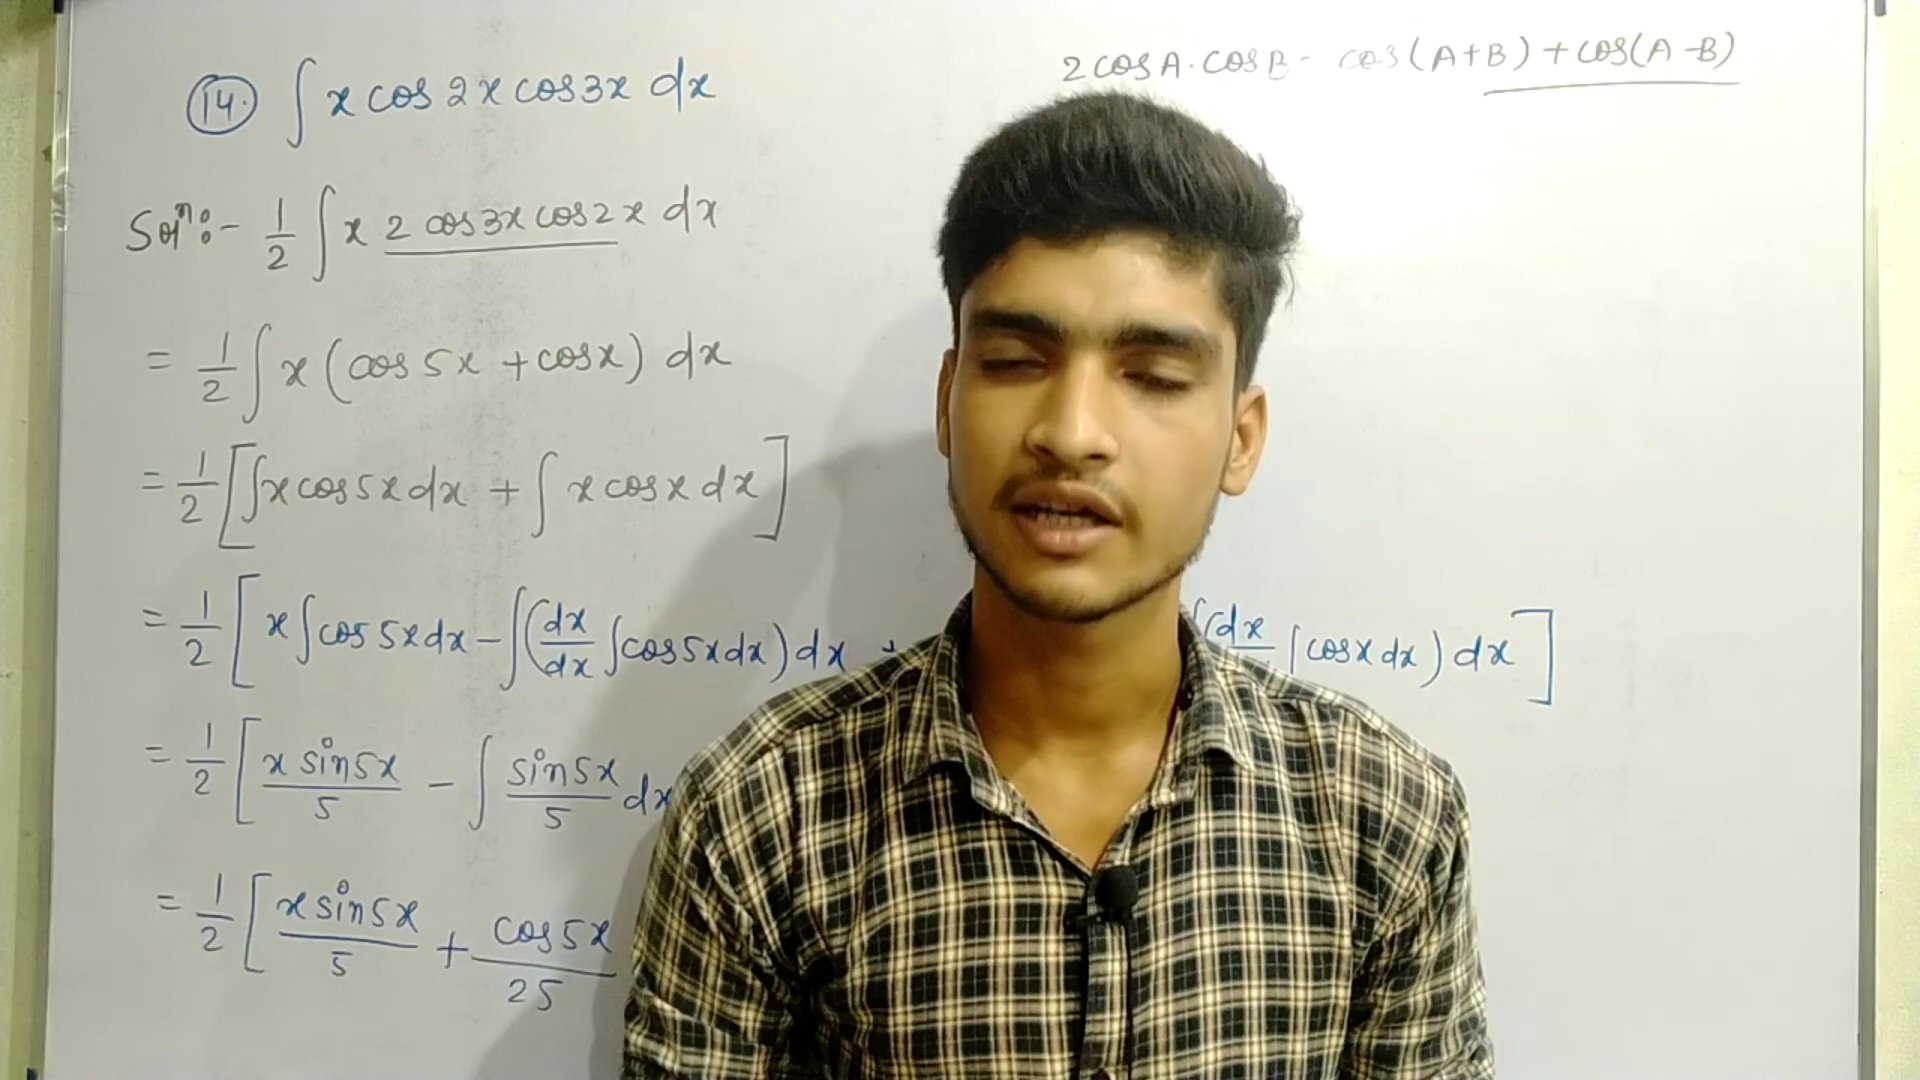 14. ∫ x cos 2x cos 3x dx
2 cos A . cos B - cos (A+B) + cos (A-B)
Solⁿ:- 1/2 ∫ x 2 cos 3x cos 2x dx
= 1/2 ∫ x (cos 5x + cos x) dx
= 1/2 [∫ x cos 5x dx + ∫ x cos x dx]
= 1/2 [x ∫ cos 5x dx - ∫ (dx/dx ∫ cos 5x dx) dx + ∫ (dx ∫ cos x dx) dx]
= 1/2 [x sin 5x/5 - ∫ sin 5x/5 dx
= 1/2 [x sin 5x/5 + cos 5x/25